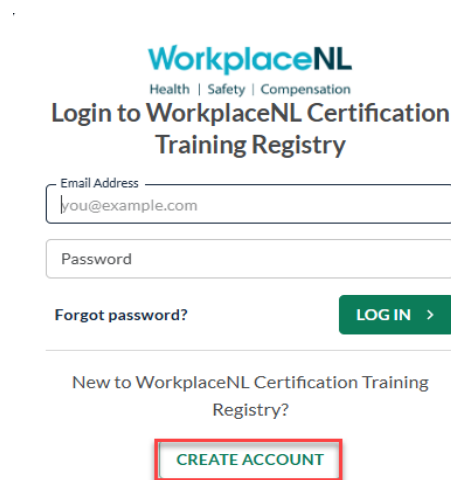 WorkplaceNL
Health | Safety | Compensation
Login to WorkplaceNL Certification
Training Registry
Email Address
you@example.com
Password
Forgot password?
LOG IN >
New to WorkplaceNL Certification Training
Registry?
CREATE ACCOUNT